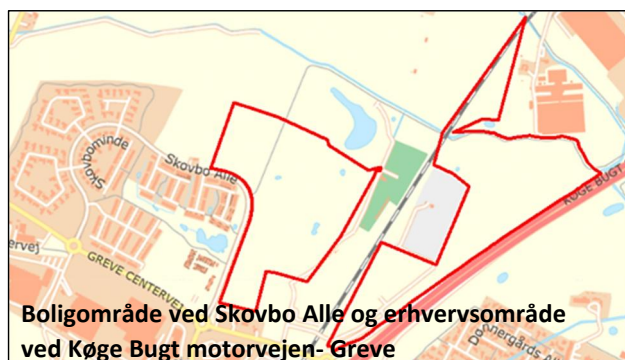 Skovbominde
Skovbo Alle
ervej
GREVE CENTERVEJ
KØGE BUGT
Boligområde ved Skovbo Alle og erhvervsområde
ved Køge Bugt motorvejen- Greve